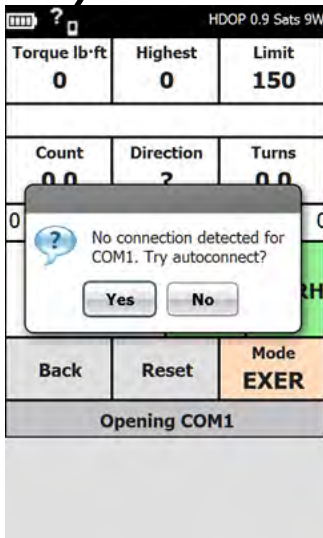 ? HDOP 0.9 Sats 9W
Torque lb·ft Highest Limit
0 0 150
Count Direction Turns
0.0 ? 0.0
0
? No connection detected for
COM1. Try autoconnect?
Yes No
RH
Back Reset Mode
EXER
Opening COM1